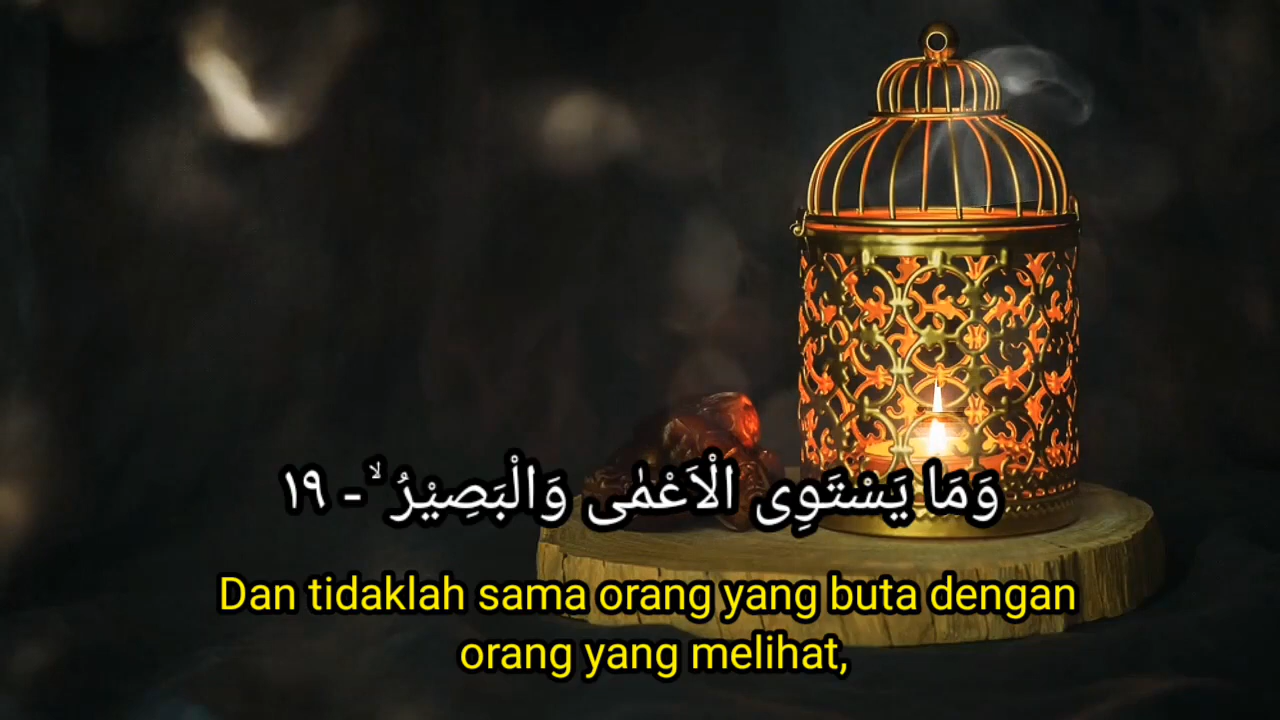 وَمَا يَسْتَوِى الْاَعْمٰى وَالْبَصِيْرُ ۙ - ١٩
Dan tidaklah sama orang yang buta dengan
orang yang melihat,